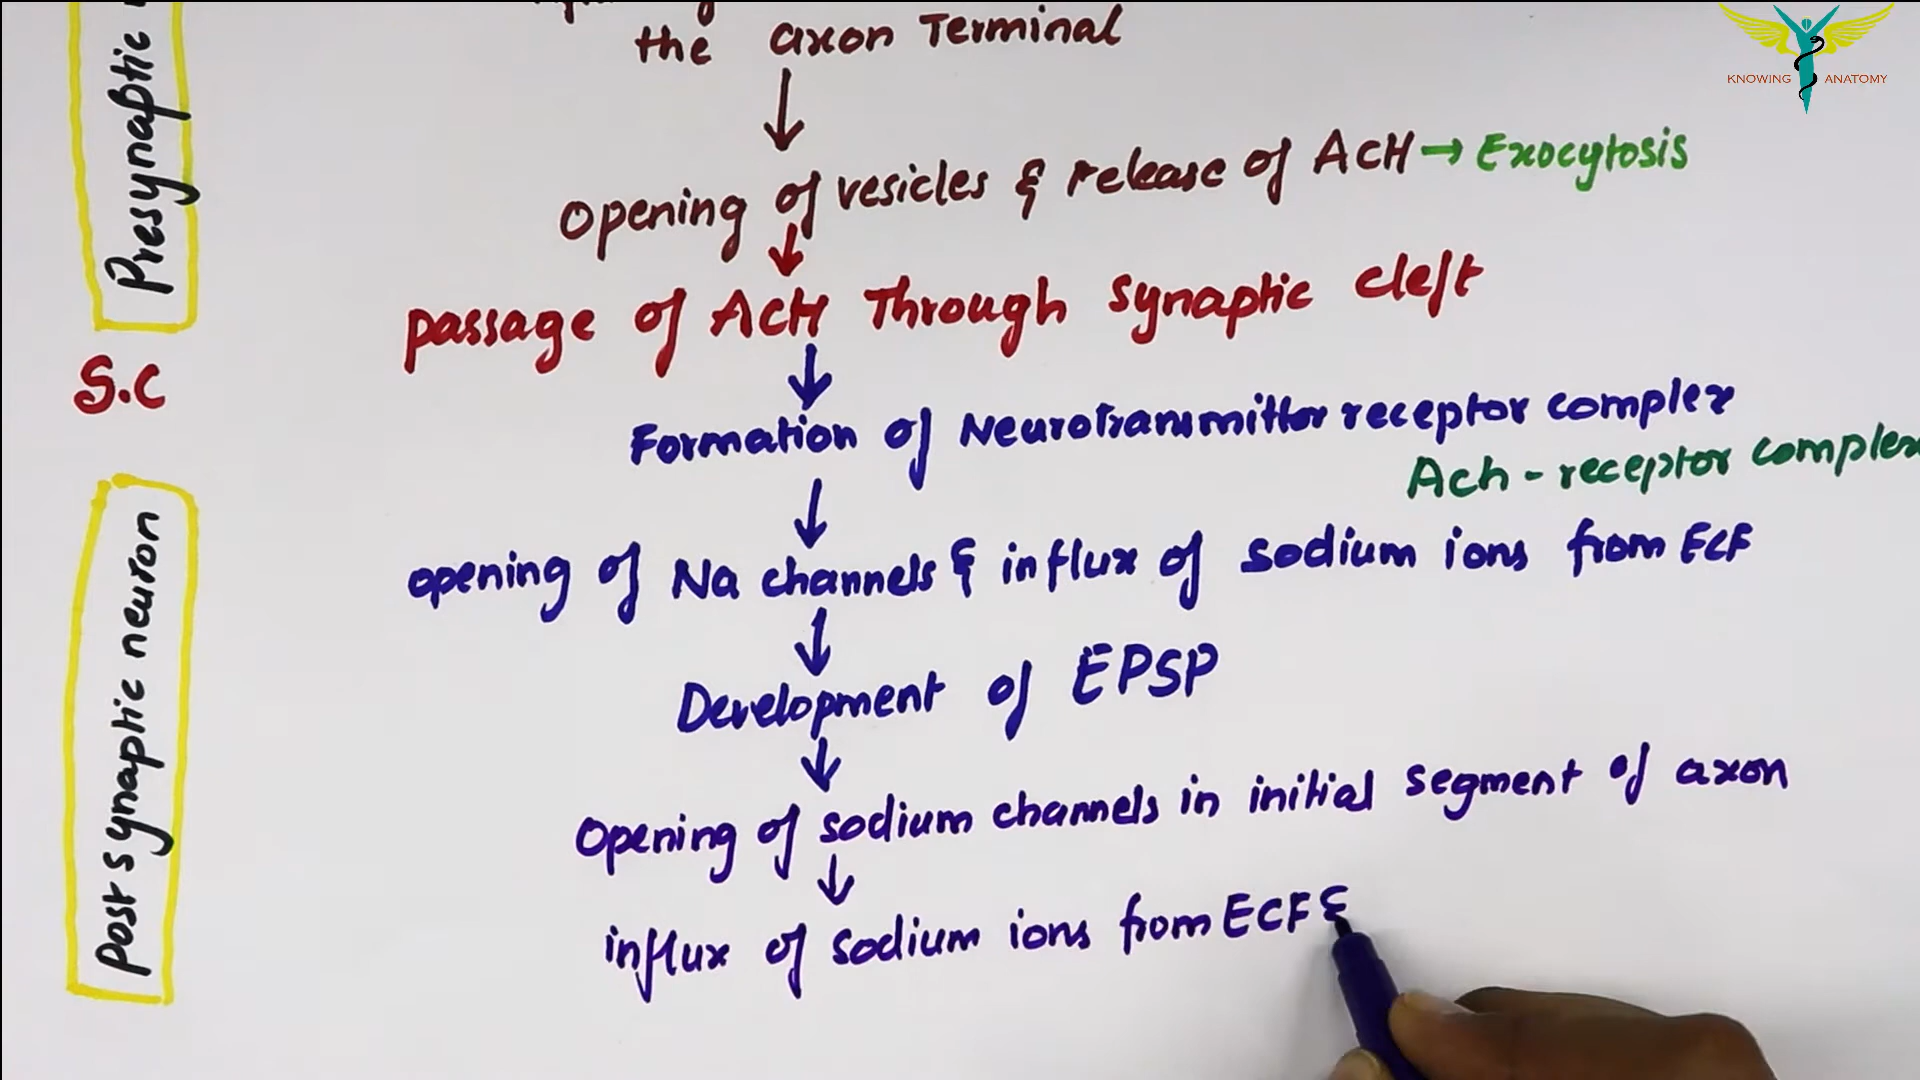 the axon Terminal
KNOWING ANATOMY
Presynaptic
Opening of vesicles & release of AcH → Exocytosis
passage of AcH Through synaptic cleft
S.C
Formation of Neurotransmitter receptor complex
Ach - receptor complex
opening of Na channels & influx of sodium ions from ECF
Post synaptic neuron
Development of EPSP
Opening of sodium channels in initial segment of axon
influx of sodium ions from ECF &